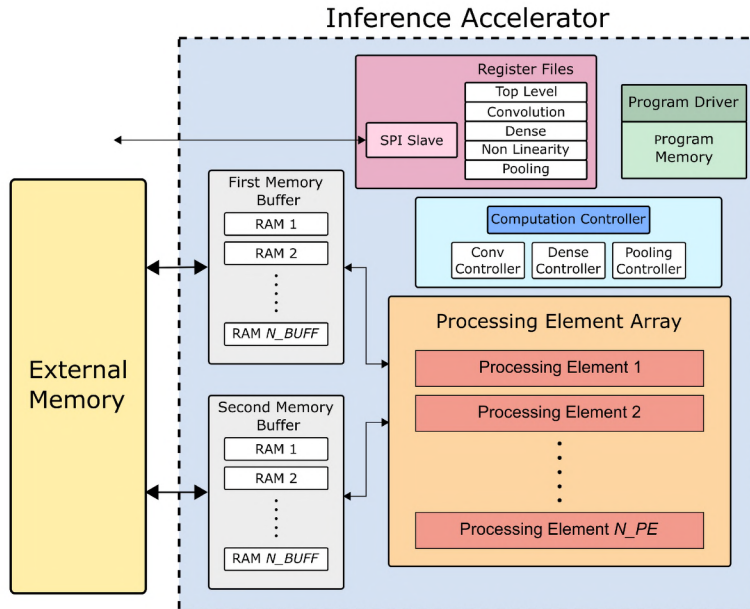 Inference Accelerator
Register Files
Top Level
Convolution
Dense
Non Linearity
Pooling
SPI Slave
Program Driver
Program
Memory
First Memory
Buffer
RAM 1
RAM 2
RAM N_BUFF
Computation Controller
Conv
Controller
Dense
Controller
Pooling
Controller
External
Memory
Processing Element Array
Processing Element 1
Processing Element 2
Processing Element N_PE
Second Memory
Buffer
RAM 1
RAM 2
RAM N_BUFF